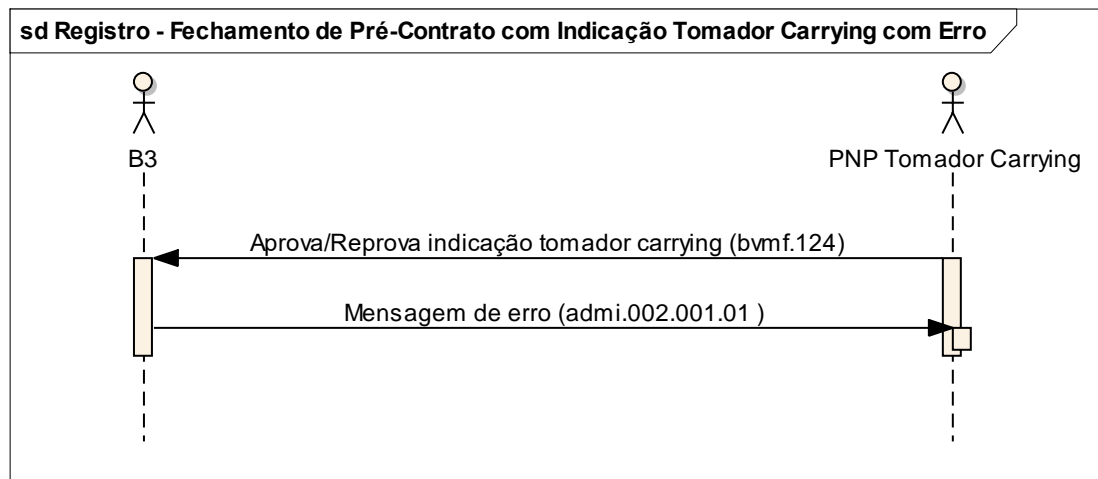 sd Registro - Fechamento de Pré-Contrato com Indicação Tomador Carrying com Erro
B3
PNP Tomador Carrying
Aprova/Reprova indicação tomador carrying (bvmf.124)
Mensagem de erro (admi.002.001.01 )